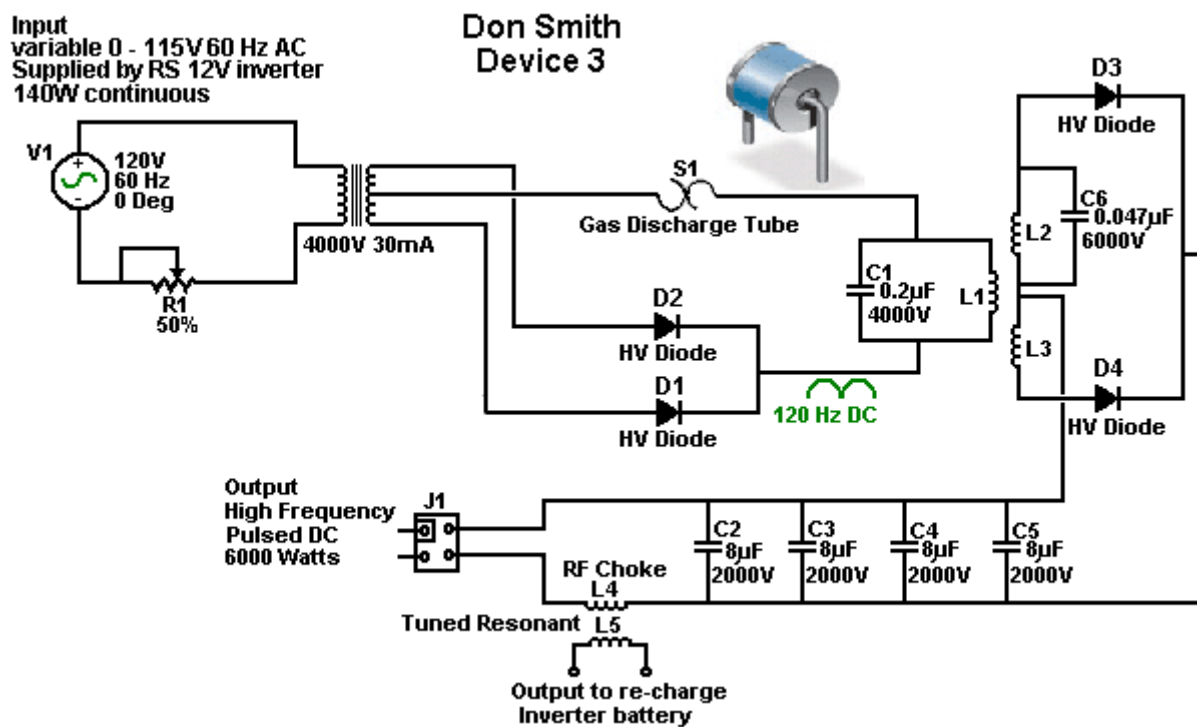 Don Smith
Device 3
Input
variable 0 - 115V 60 Hz AC
Supplied by RS 12V inverter
140W continuous
V1
120V
60 Hz
0 Deg
+
-
R1
50%
4000V 30mA
S1
Gas Discharge Tube
D2
HV Diode
D1
HV Diode
120 Hz DC
C1
0.2µF
4000V
L1
L2
L3
C6
0.047µF
6000V
D3
HV Diode
D4
HV Diode
Output
High Frequency
Pulsed DC
6000 Watts
J1
RF Choke
L4
Tuned Resonant
L5
Output to re-charge
Inverter battery
C2
8µF
2000V
C3
8µF
2000V
C4
8µF
2000V
C5
8µF
2000V